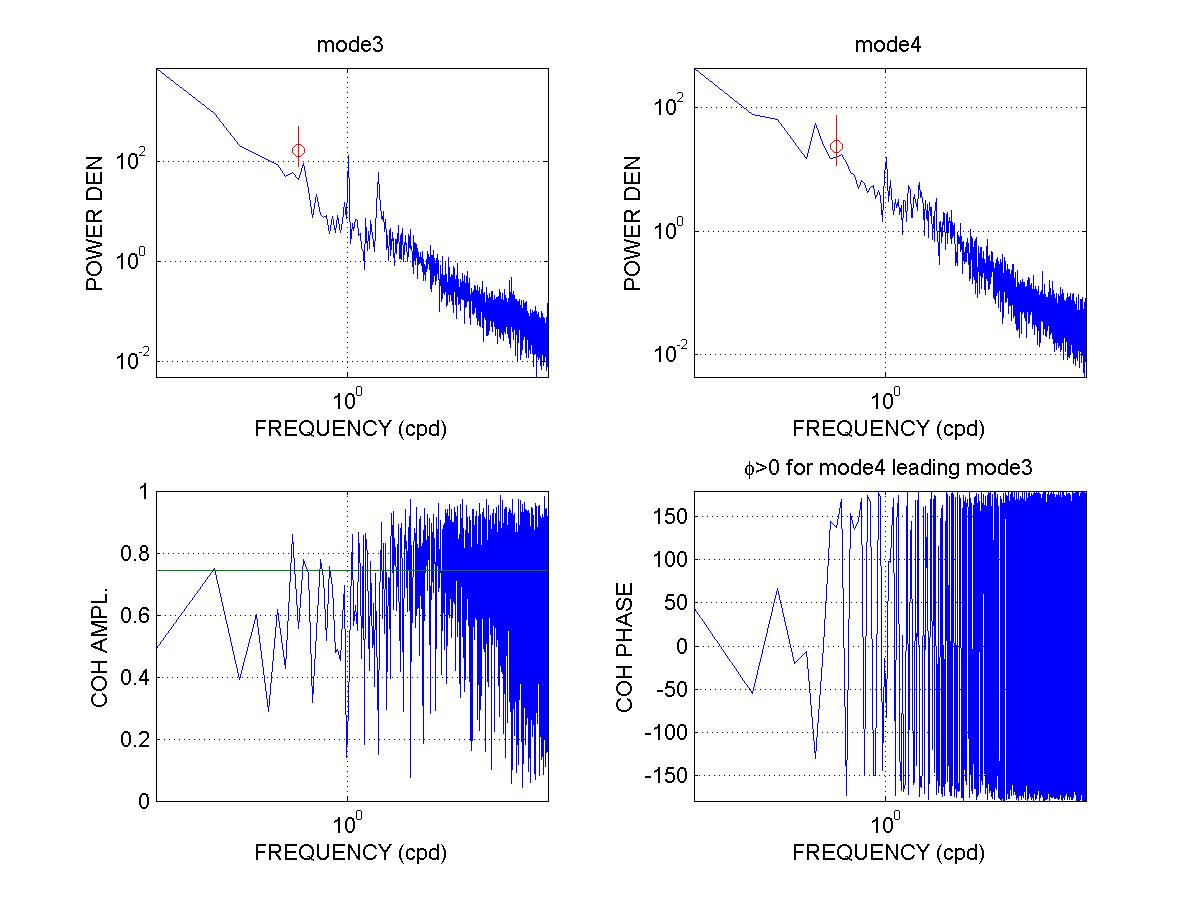 mode3
POWER DEN
10^2
10^0
10^-2
10^0
FREQUENCY (cpd)
mode4
POWER DEN
10^2
10^0
10^-2
10^0
FREQUENCY (cpd)
COH AMPL.
1
0.8
0.6
0.4
0.2
0
10^0
FREQUENCY (cpd)
ϕ>0 for mode4 leading mode3
COH PHASE
150
100
50
0
-50
-100
-150
10^0
FREQUENCY (cpd)